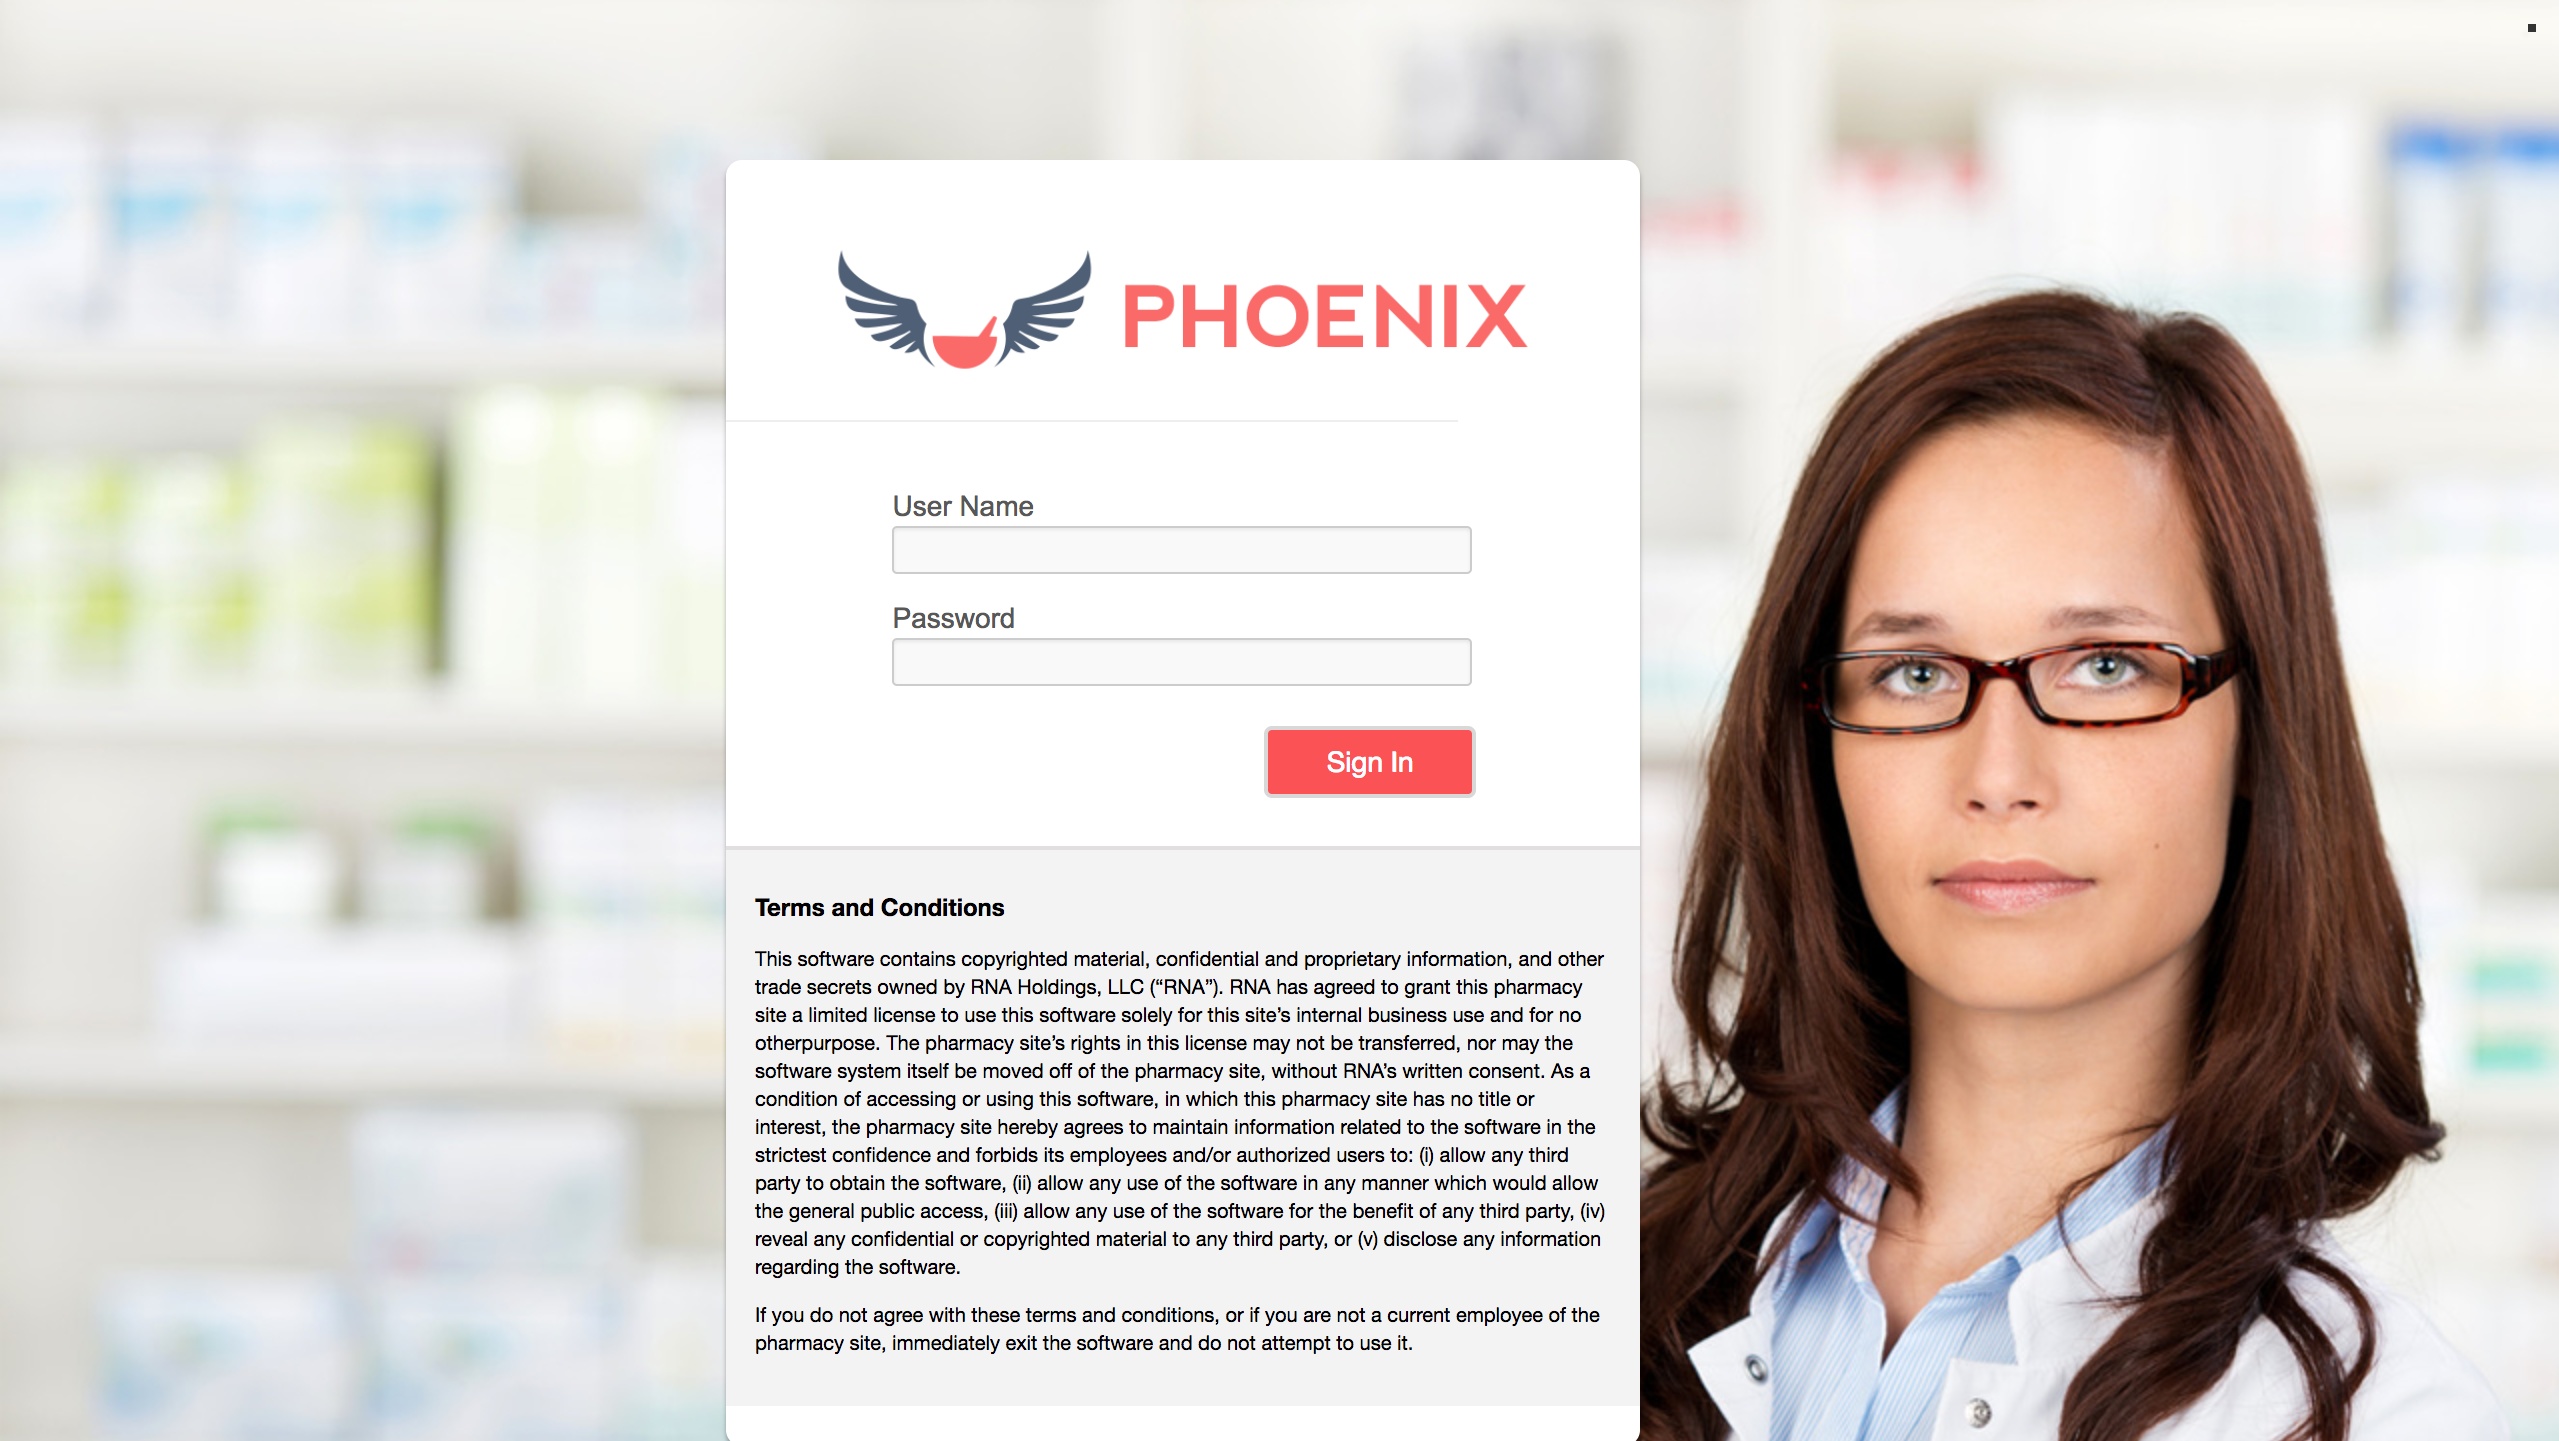 PHOENIX
User Name
Password
Sign In
Terms and Conditions
This software contains copyrighted material, confidential and proprietary information, and other
trade secrets owned by RNA Holdings, LLC (“RNA”). RNA has agreed to grant this pharmacy
site a limited license to use this software solely for this site’s internal business use and for no
otherpurpose. The pharmacy site’s rights in this license may not be transferred, nor may the
software system itself be moved off of the pharmacy site, without RNA’s written consent. As a
condition of accessing or using this software, in which this pharmacy site has no title or
interest, the pharmacy site hereby agrees to maintain information related to the software in the
strictest confidence and forbids its employees and/or authorized users to: (i) allow any third
party to obtain the software, (ii) allow any use of the software in any manner which would allow
the general public access, (iii) allow any use of the software for the benefit of any third party, (iv)
reveal any confidential or copyrighted material to any third party, or (v) disclose any information
regarding the software.
If you do not agree with these terms and conditions, or if you are not a current employee of the
pharmacy site, immediately exit the software and do not attempt to use it.